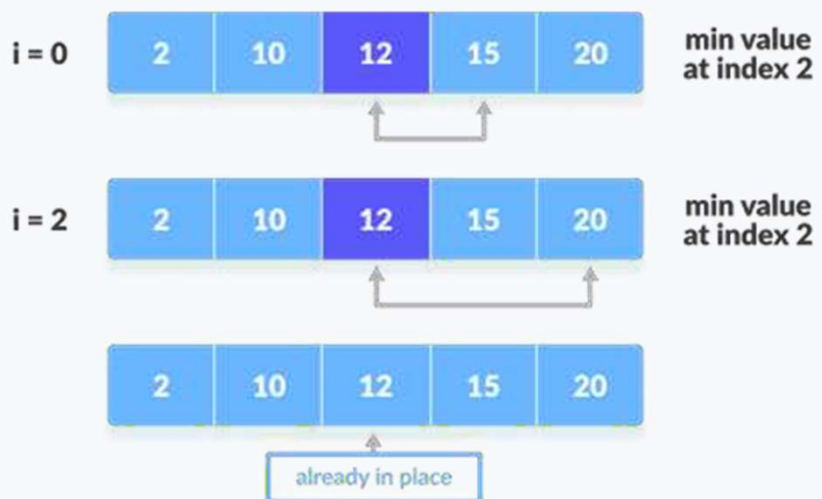 i = 0 2 10 12 15 20 min value
at index 2
i = 2 2 10 12 15 20 min value
at index 2
2 10 12 15 20
already in place